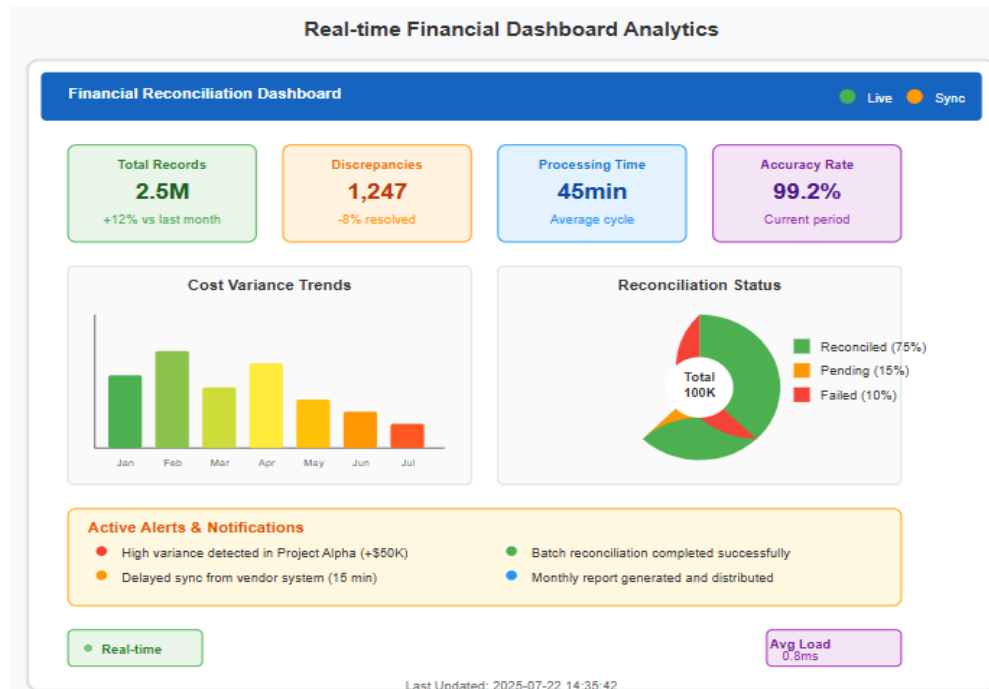 Real-time Financial Dashboard Analytics
Financial Reconciliation Dashboard
Live
Sync
Total Records
2.5M
+12% vs last month
Discrepancies
1,247
-8% resolved
Processing Time
45min
Average cycle
Accuracy Rate
99.2%
Current period
Cost Variance Trends
Jan Feb Mar Apr May Jun Jul
Reconciliation Status
Total
100K
Reconciled (75%)
Pending (15%)
Failed (10%)
Active Alerts & Notifications
High variance detected in Project Alpha (+$50K)
Delayed sync from vendor system (15 min)
Batch reconciliation completed successfully
Monthly report generated and distributed
Real-time
Avg Load
0.8ms
Last Updated: 2025-07-22 14:35:42